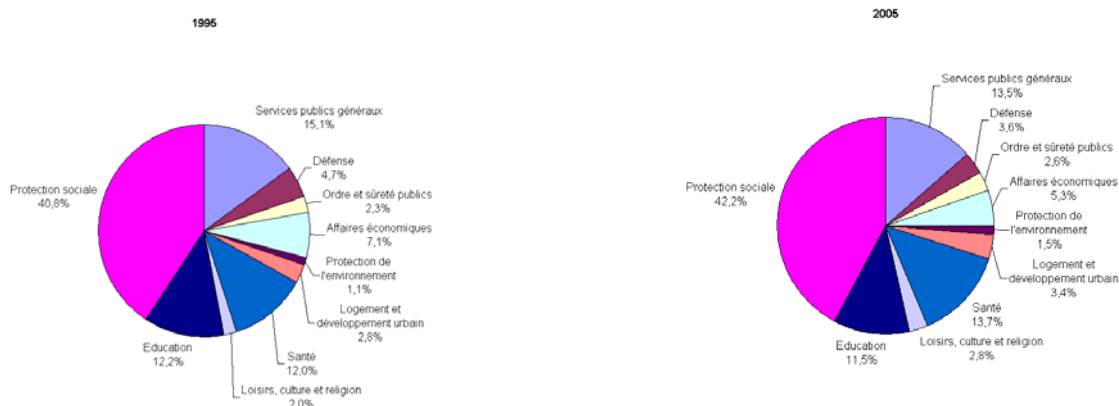 1995
Services publics généraux
15,1%
Défense
4,7%
Ordre et sûreté publics
2,3%
Affaires économiques
7,1%
Protection de
l'environnement
1,1%
Logement et
développement urbain
2,8%
Santé
12,0%
Loisirs, culture et religion
2,0%
Education
12,2%
Protection sociale
40,8%
2005
Services publics généraux
13,5%
Défense
3,6%
Ordre et sûreté publics
2,6%
Affaires économiques
5,3%
Protection de
l'environnement
1,5%
Logement et
développement urbain
3,4%
Santé
13,7%
Loisirs, culture et religion
2,8%
Education
11,5%
Protection sociale
42,2%